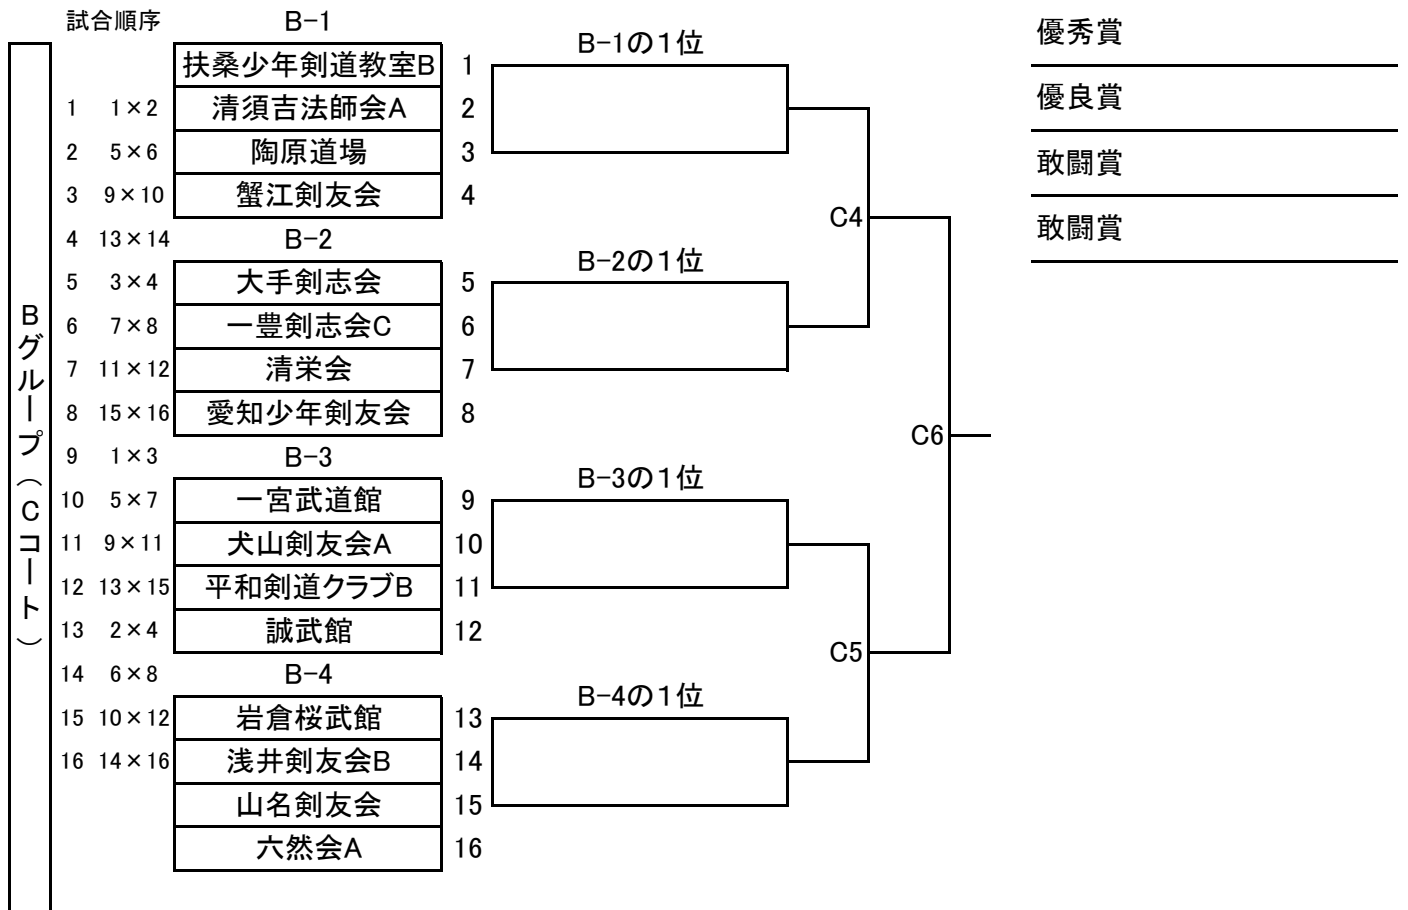 試合順序 B-1
扶桑少年剣道教室B 1 B-1の1位 優秀賞
1 1×2 清須吉法師会A 2 優良賞
2 5×6 陶原道場 3 敢闘賞
3 9×10 蟹江剣友会 4 C4 敢闘賞
4 13×14 B-2 B-2の1位
5 3×4 大手剣志会 5
6 7×8 一豊剣志会C 6
7 11×12 清栄会 7
8 15×16 愛知少年剣友会 8 C6
9 1×3 B-3 B-3の1位
10 5×7 一宮武道館 9
11 9×11 犬山剣友会A 10
12 13×15 平和剣道クラブB 11
13 2×4 誠武館 12 C5
14 6×8 B-4 B-4の1位
15 10×12 岩倉桜武館 13
16 14×16 浅井剣友会B 14
山名剣友会 15
六然会A 16
Bグループ（Cコート）